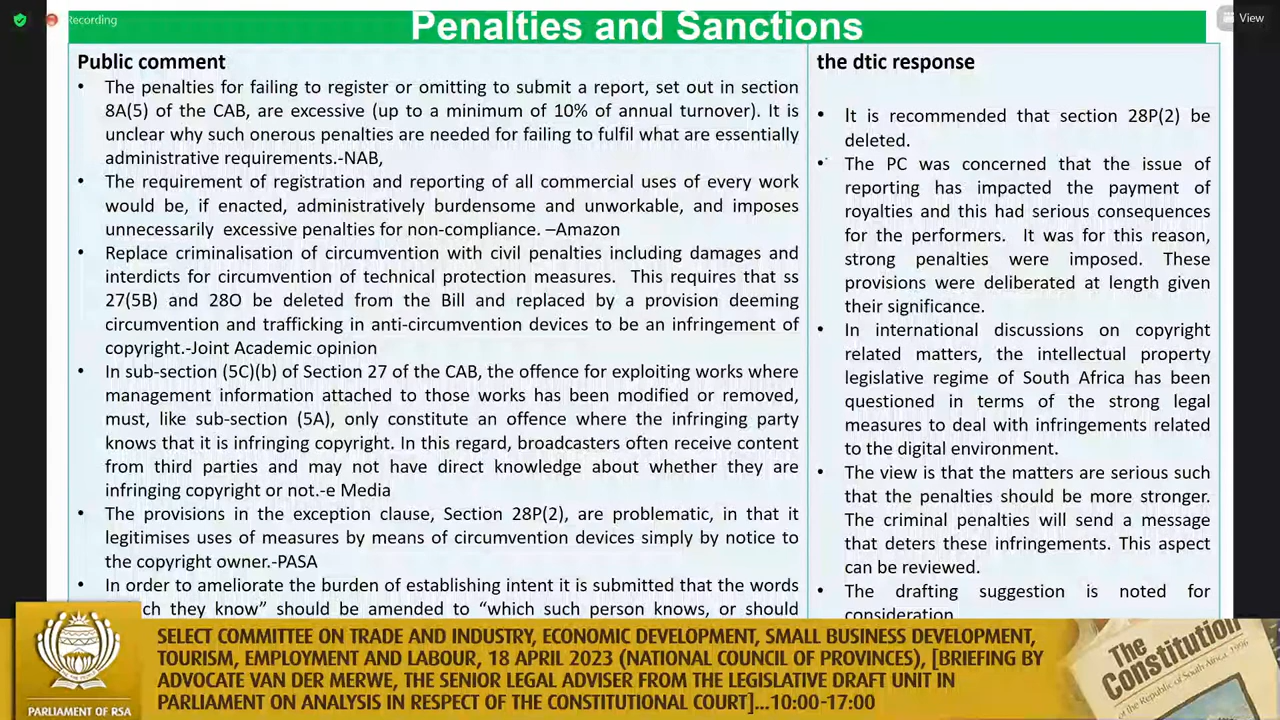 Recording
View
Penalties and Sanctions
Public comment
• The penalties for failing to register or omitting to submit a report, set out in section
8A(5) of the CAB, are excessive (up to a minimum of 10% of annual turnover). It is
unclear why such onerous penalties are needed for failing to fulfil what are essentially
administrative requirements.-NAB,
• The requirement of registration and reporting of all commercial uses of every work
would be, if enacted, administratively burdensome and unworkable, and imposes
unnecessarily excessive penalties for non-compliance. –Amazon
• Replace criminalisation of circumvention with civil penalties including damages and
interdicts for circumvention of technical protection measures. This requires that ss
27(5B) and 28O be deleted from the Bill and replaced by a provision deeming
circumvention and trafficking in anti-circumvention devices to be an infringement of
copyright.-Joint Academic opinion
• In sub-section (5C)(b) of Section 27 of the CAB, the offence for exploiting works where
management information attached to those works has been modified or removed,
must, like sub-section (5A), only constitute an offence where the infringing party
knows that it is infringing copyright. In this regard, broadcasters often receive content
from third parties and may not have direct knowledge about whether they are
infringing copyright or not.-e Media
• The provisions in the exception clause, Section 28P(2), are problematic, in that it
legitimises uses of measures by means of circumvention devices simply by notice to
the copyright owner.-PASA
• In order to ameliorate the burden of establishing intent it is submitted that the words
they know” should be amended to “which such person knows, or should
the dtic response
• It is recommended that section 28P(2) be
deleted.
• The PC was concerned that the issue of
reporting has impacted the payment of
royalties and this had serious consequences
for the performers. It was for this reason,
strong penalties were imposed. These
provisions were deliberated at length given
their significance.
• In international discussions on copyright
related matters, the intellectual property
legislative regime of South Africa has been
questioned in terms of the strong legal
measures to deal with infringements related
to the digital environment.
• The view is that the matters are serious such
that the penalties should be more stronger.
The criminal penalties will send a message
that deters these infringements. This aspect
can be reviewed.
• The drafting suggestion is noted for
consideration
PARLIAMENT OF RSA
SELECT COMMITTEE ON TRADE AND INDUSTRY, ECONOMIC DEVELOPMENT, SMALL BUSINESS DEVELOPMENT,
TOURISM, EMPLOYMENT AND LABOUR, 18 APRIL 2023 (NATIONAL COUNCIL OF PROVINCES), [BRIEFING BY
ADVOCATE VAN DER MERWE, THE SENIOR LEGAL ADVISER FROM THE LEGISLATIVE DRAFT UNIT IN
PARLIAMENT ON ANALYSIS IN RESPECT OF THE CONSTITUTIONAL COURT]...10:00-17:00
The
Constitution
of the Republic of South Africa, 1996